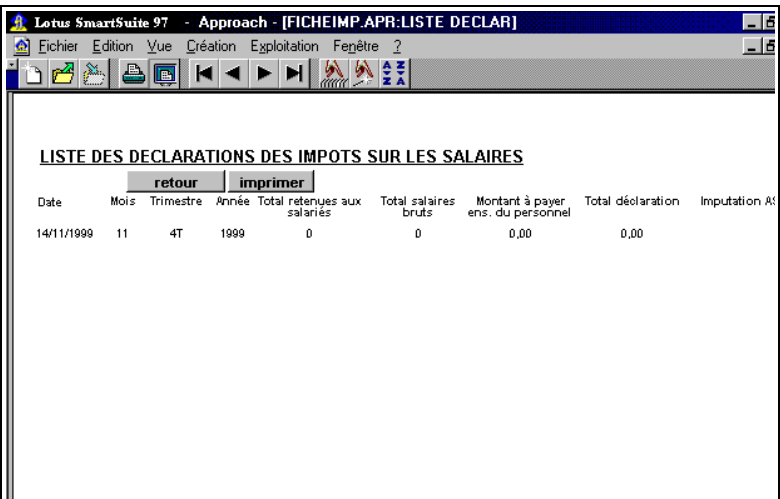 Lotus SmartSuite 97 - Approach - [FICHEIMP.APR:LISTE DECLAR]
Fichier Edition Vue Création Exploitation Fenêtre ?
LISTE DES DECLARATIONS DES IMPOTS SUR LES SALAIRES
retour imprimer
Date Mois Trimestre Année Total retenues aux salariés Total salaires bruts Montant à payer ens. du personnel Total déclaration Imputation AS
14/11/1999 11 4T 1999 0 0 0,00 0,00